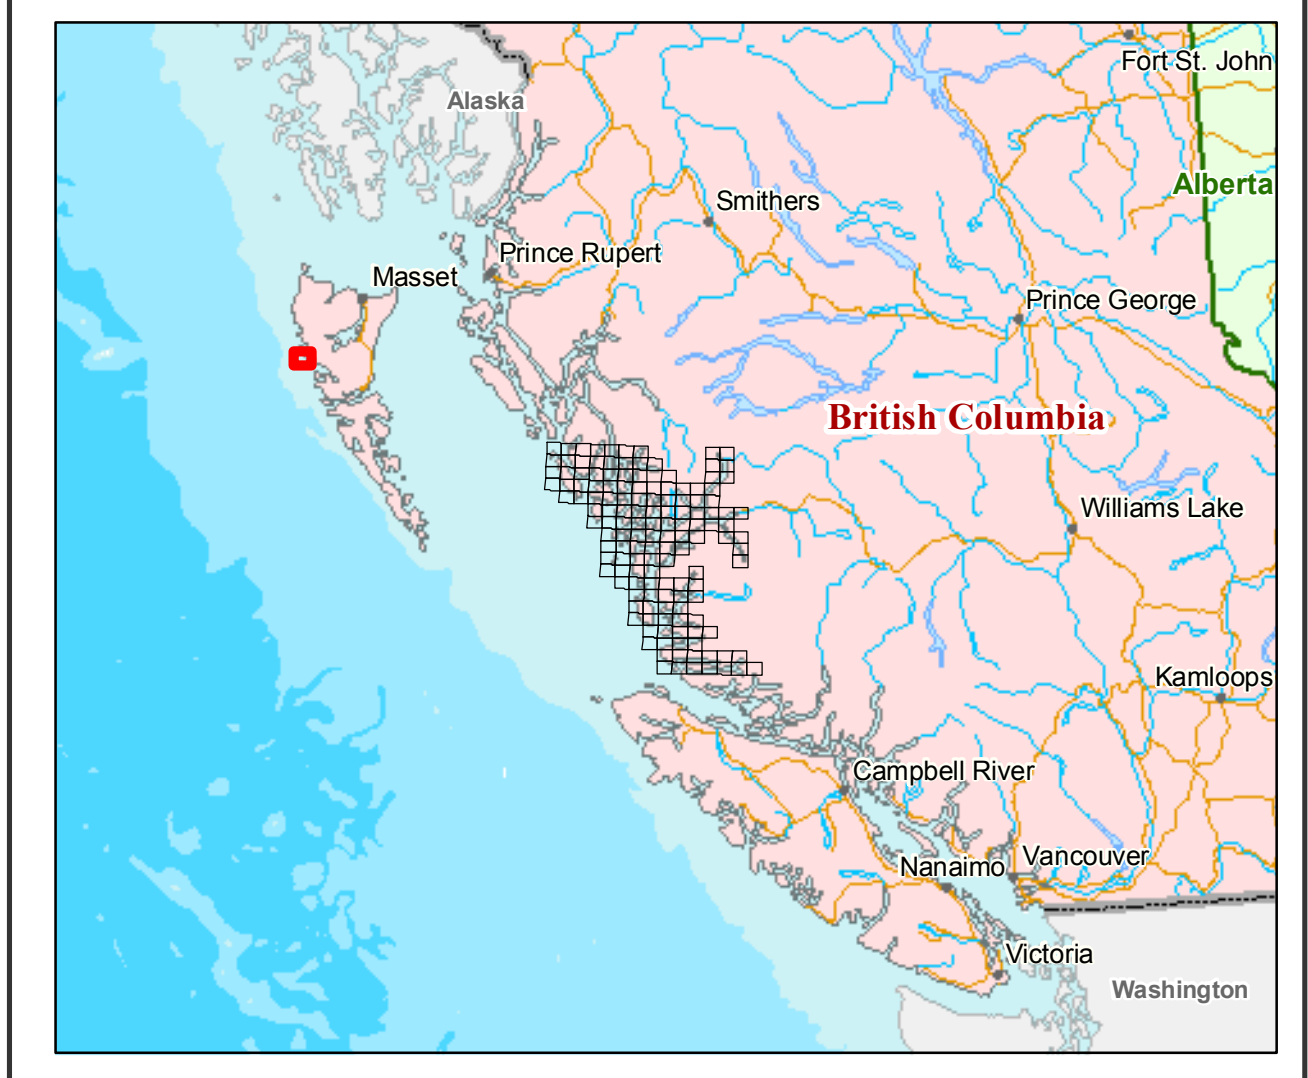 Fort St. John
Alaska
Alberta
Smithers
Prince Rupert
Masset
Prince George
British Columbia
Williams Lake
Kamloops
Campbell River
Vancouver
Nanaimo
Victoria
Washington